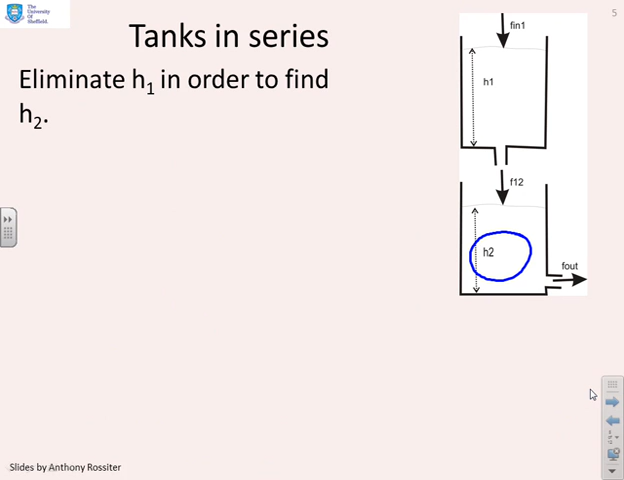 The
University
Of
Sheffield.
5
Tanks in series
Eliminate h₁ in order to find
h₂.
fin1
h1
f12
h2
fout
Slides by Anthony Rossiter